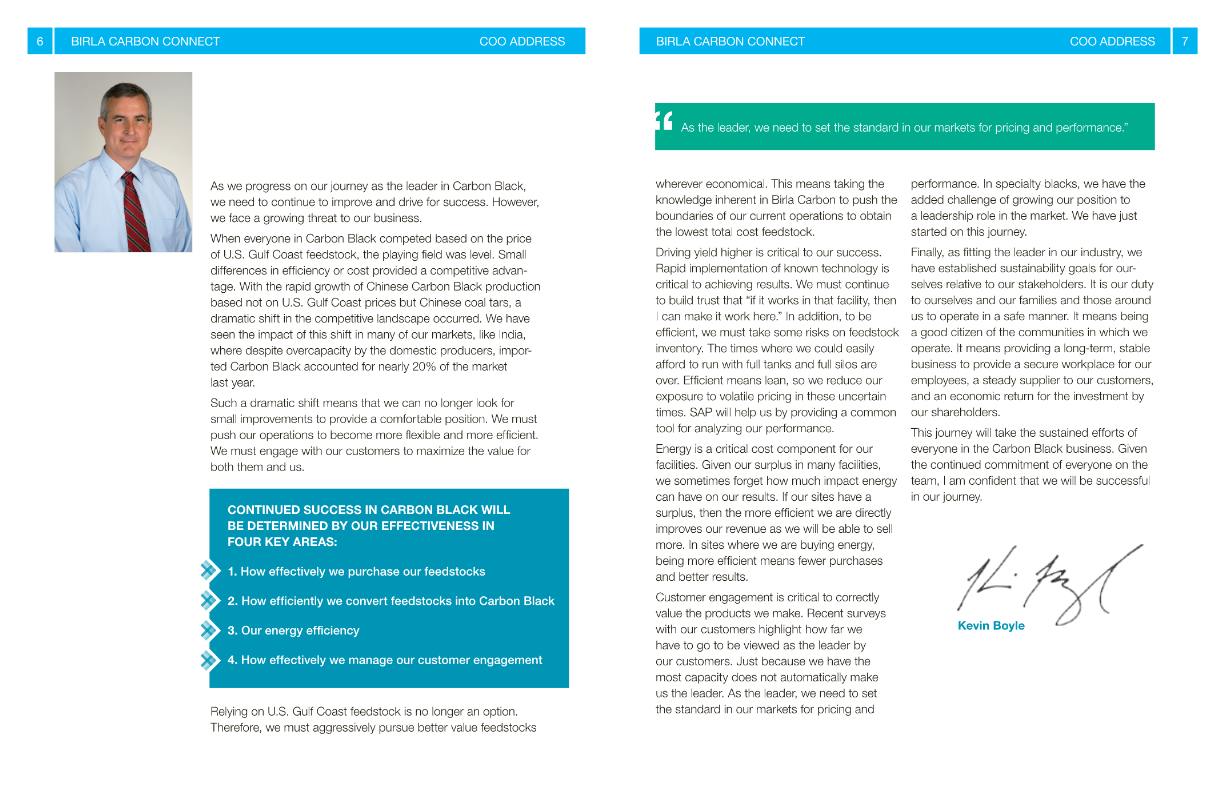 6 BIRLA CARBON CONNECT COO ADDRESS
As we progress on our journey as the leader in Carbon Black,
we need to continue to improve and drive for success. However,
we face a growing threat to our business.
When everyone in Carbon Black competed based on the price
of U.S. Gulf Coast feedstock, the playing field was level. Small
differences in efficiency or cost provided a competitive advan-
tage. With the rapid growth of Chinese Carbon Black production
based not on U.S. Gulf Coast prices but Chinese coal tars, a
dramatic shift in the competitive landscape occurred. We have
seen the impact of this shift in many of our markets, like India,
where despite overcapacity by the domestic producers, impor-
ted Carbon Black accounted for nearly 20% of the market
last year.
Such a dramatic shift means that we can no longer look for
small improvements to provide a comfortable position. We must
push our operations to become more flexible and more efficient.
We must engage with our customers to maximize the value for
both them and us.
CONTINUED SUCCESS IN CARBON BLACK WILL
BE DETERMINED BY OUR EFFECTIVENESS IN
FOUR KEY AREAS:
1. How effectively we purchase our feedstocks
2. How efficiently we convert feedstocks into Carbon Black
3. Our energy efficiency
4. How effectively we manage our customer engagement
Relying on U.S. Gulf Coast feedstock is no longer an option.
Therefore, we must aggressively pursue better value feedstocks
BIRLA CARBON CONNECT COO ADDRESS 7
“ As the leader, we need to set the standard in our markets for pricing and performance.”
wherever economical. This means taking the
knowledge inherent in Birla Carbon to push the
boundaries of our current operations to obtain
the lowest total cost feedstock.
Driving yield higher is critical to our success.
Rapid implementation of known technology is
critical to achieving results. We must continue
to build trust that “if it works in that facility, then
I can make it work here.” In addition, to be
efficient, we must take some risks on feedstock
inventory. The times where we could easily
afford to run with full tanks and full silos are
over. Efficient means lean, so we reduce our
exposure to volatile pricing in these uncertain
times. SAP will help us by providing a common
tool for analyzing our performance.
Energy is a critical cost component for our
facilities. Given our surplus in many facilities,
we sometimes forget how much impact energy
can have on our results. If our sites have a
surplus, then the more efficient we are directly
improves our revenue as we will be able to sell
more. In sites where we are buying energy,
being more efficient means fewer purchases
and better results.
Customer engagement is critical to correctly
value the products we make. Recent surveys
with our customers highlight how far we
have to go to be viewed as the leader by
our customers. Just because we have the
most capacity does not automatically make
us the leader. As the leader, we need to set
the standard in our markets for pricing and
performance. In specialty blacks, we have the
added challenge of growing our position to
a leadership role in the market. We have just
started on this journey.
Finally, as fitting the leader in our industry, we
have established sustainability goals for our-
selves relative to our stakeholders. It is our duty
to ourselves and our families and those around
us to operate in a safe manner. It means being
a good citizen of the communities in which we
operate. It means providing a long-term, stable
business to provide a secure workplace for our
employees, a steady supplier to our customers,
and an economic return for the investment by
our shareholders.
This journey will take the sustained efforts of
everyone in the Carbon Black business. Given
the continued commitment of everyone on the
team, I am confident that we will be successful
in our journey.
Kevin Boyle